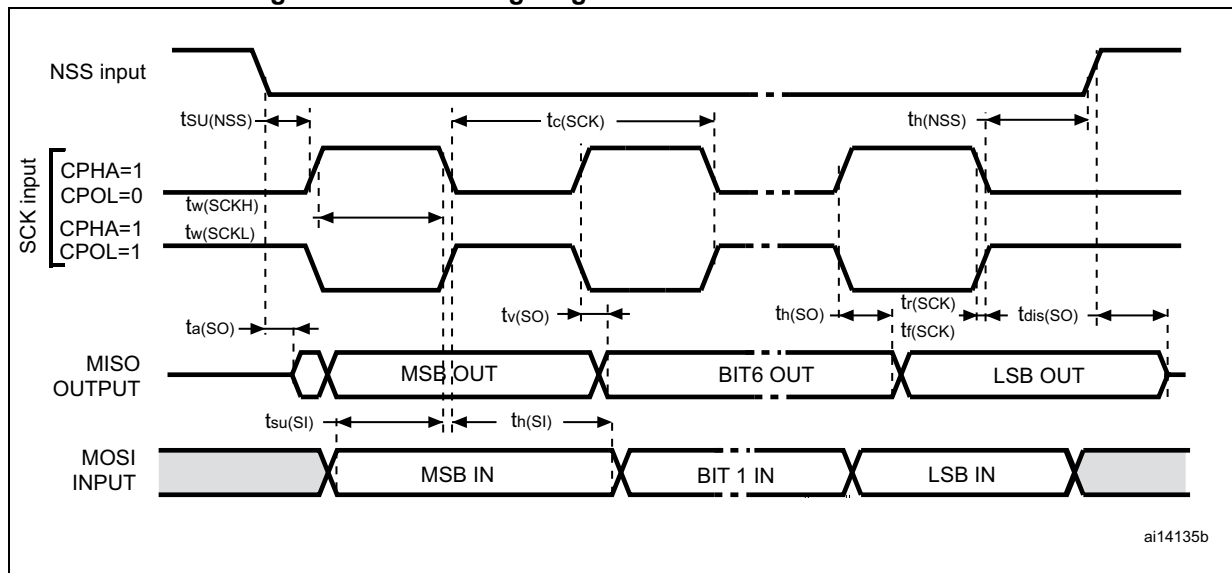 NSS input
tSU(NSS)
tc(SCK)
th(NSS)
SCK input
CPHA=1
CPOL=0
tw(SCKH)
CPHA=1
tw(SCKL)
CPOL=1
ta(SO)
tv(SO)
th(SO)
tr(SCK)
tf(SCK)
tdis(SO)
MISO
OUTPUT
MSB OUT
BIT6 OUT
LSB OUT
tsu(SI)
th(SI)
MOSI
INPUT
MSB IN
BIT 1 IN
LSB IN
ai14135b